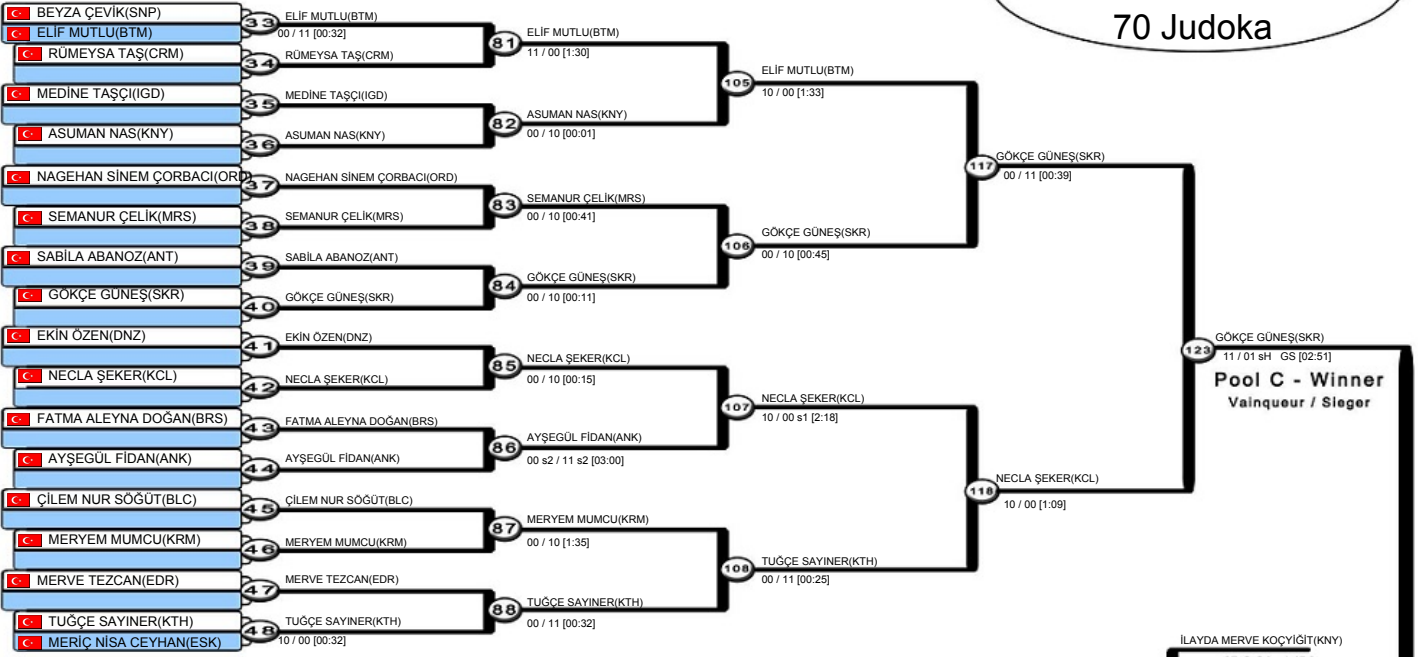 70 Judoka
BEYZA ÇEVİK(SNP)
ELİF MUTLU(BTM)
RÜMEYSA TAŞ(CRM)
MEDİNE TAŞÇI(IGD)
ASUMAN NAS(KNY)
NAGEHAN SİNEM ÇORBACI(ORD)
SEMANUR ÇELİK(MRS)
SABİLA ABANOZ(ANT)
GÖKÇE GÜNEŞ(SKR)
EKİN ÖZEN(DNZ)
NECLA ŞEKER(KCL)
FATMA ALEYNA DOĞAN(BRS)
AYŞEGÜL FİDAN(ANK)
ÇİLEM NUR SÖĞÜT(BLC)
MERYEM MUMCU(KRM)
MERVE TEZCAN(EDR)
TUĞÇE SAYINER(KTH)
MERİÇ NİSA CEYHAN(ESK)
33 ELİF MUTLU(BTM)
00 / 11 [00:32]
34 RÜMEYSA TAŞ(CRM)
35 MEDİNE TAŞÇI(IGD)
36 ASUMAN NAS(KNY)
37 NAGEHAN SİNEM ÇORBACI(ORD)
38 SEMANUR ÇELİK(MRS)
39 SABİLA ABANOZ(ANT)
40 GÖKÇE GÜNEŞ(SKR)
41 EKİN ÖZEN(DNZ)
42 NECLA ŞEKER(KCL)
43 FATMA ALEYNA DOĞAN(BRS)
44 AYŞEGÜL FİDAN(ANK)
45 ÇİLEM NUR SÖĞÜT(BLC)
46 MERYEM MUMCU(KRM)
47 MERVE TEZCAN(EDR)
48 TUĞÇE SAYINER(KTH)
10 / 00 [00:32]
81 ELİF MUTLU(BTM)
11 / 00 [1:30]
82 ASUMAN NAS(KNY)
00 / 10 [00:01]
83 SEMANUR ÇELİK(MRS)
00 / 10 [00:41]
84 GÖKÇE GÜNEŞ(SKR)
00 / 10 [00:11]
85 NECLA ŞEKER(KCL)
00 / 10 [00:15]
86 AYŞEGÜL FİDAN(ANK)
00 s2 / 11 s2 [03:00]
87 MERYEM MUMCU(KRM)
00 / 10 [1:35]
88 TUĞÇE SAYINER(KTH)
00 / 11 [00:32]
105 ELİF MUTLU(BTM)
10 / 00 [1:33]
106 GÖKÇE GÜNEŞ(SKR)
00 / 10 [00:45]
107 NECLA ŞEKER(KCL)
10 / 00 s1 [2:18]
108 TUĞÇE SAYINER(KTH)
00 / 11 [00:25]
117 GÖKÇE GÜNEŞ(SKR)
00 / 11 [00:39]
118 NECLA ŞEKER(KCL)
10 / 00 [1:09]
123 GÖKÇE GÜNEŞ(SKR)
11 / 01 sH GS [02:51]
Pool C - Winner
Vainqueur / Sieger
İLAYDA MERVE KOÇYİĞİT(KNY)